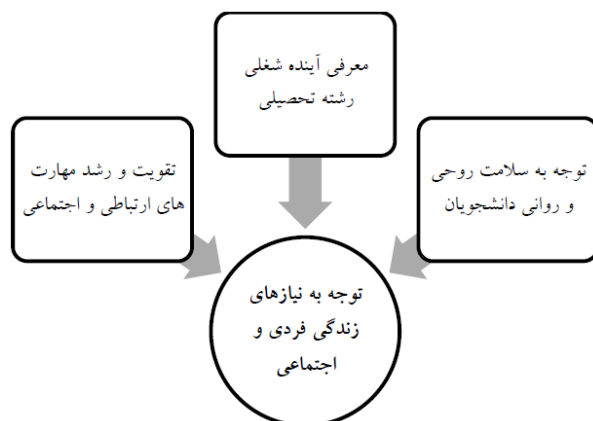 معرفی آینده شغلی
رشته تحصیلی
توجه به سلامت روحی
و روانی دانشجویان
تقویت و رشد مهارت
های ارتباطی و اجتماعی
توجه به نیازهای
زندگی فردی و
اجتماعی